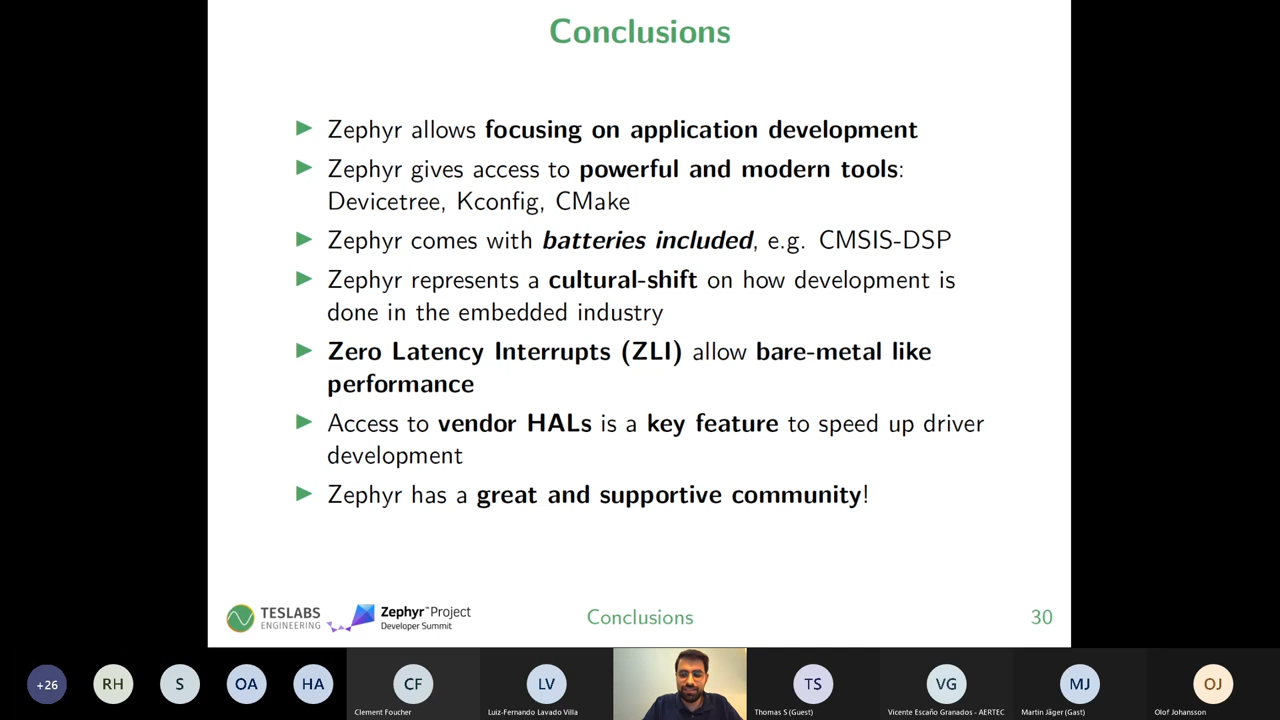 Conclusions
Zephyr allows focusing on application development
Zephyr gives access to powerful and modern tools:
Devicetree, Kconfig, CMake
Zephyr comes with batteries included, e.g. CMSIS-DSP
Zephyr represents a cultural-shift on how development is
done in the embedded industry
Zero Latency Interrupts (ZLI) allow bare-metal like
performance
Access to vendor HALs is a key feature to speed up driver
development
Zephyr has a great and supportive community!
TESLABS
ENGINEERING
Zephyr™Project
Developer Summit
Conclusions
30
+26
RH
S
OA
HA
CF
Clement Foucher
LV
Luiz-Fernando Lavado Villa
TS
Thomas S (Guest)
VG
Vicente Escaño Granados - AERTEC
MJ
Martin Jäger (Gast)
OJ
Olof Johansson